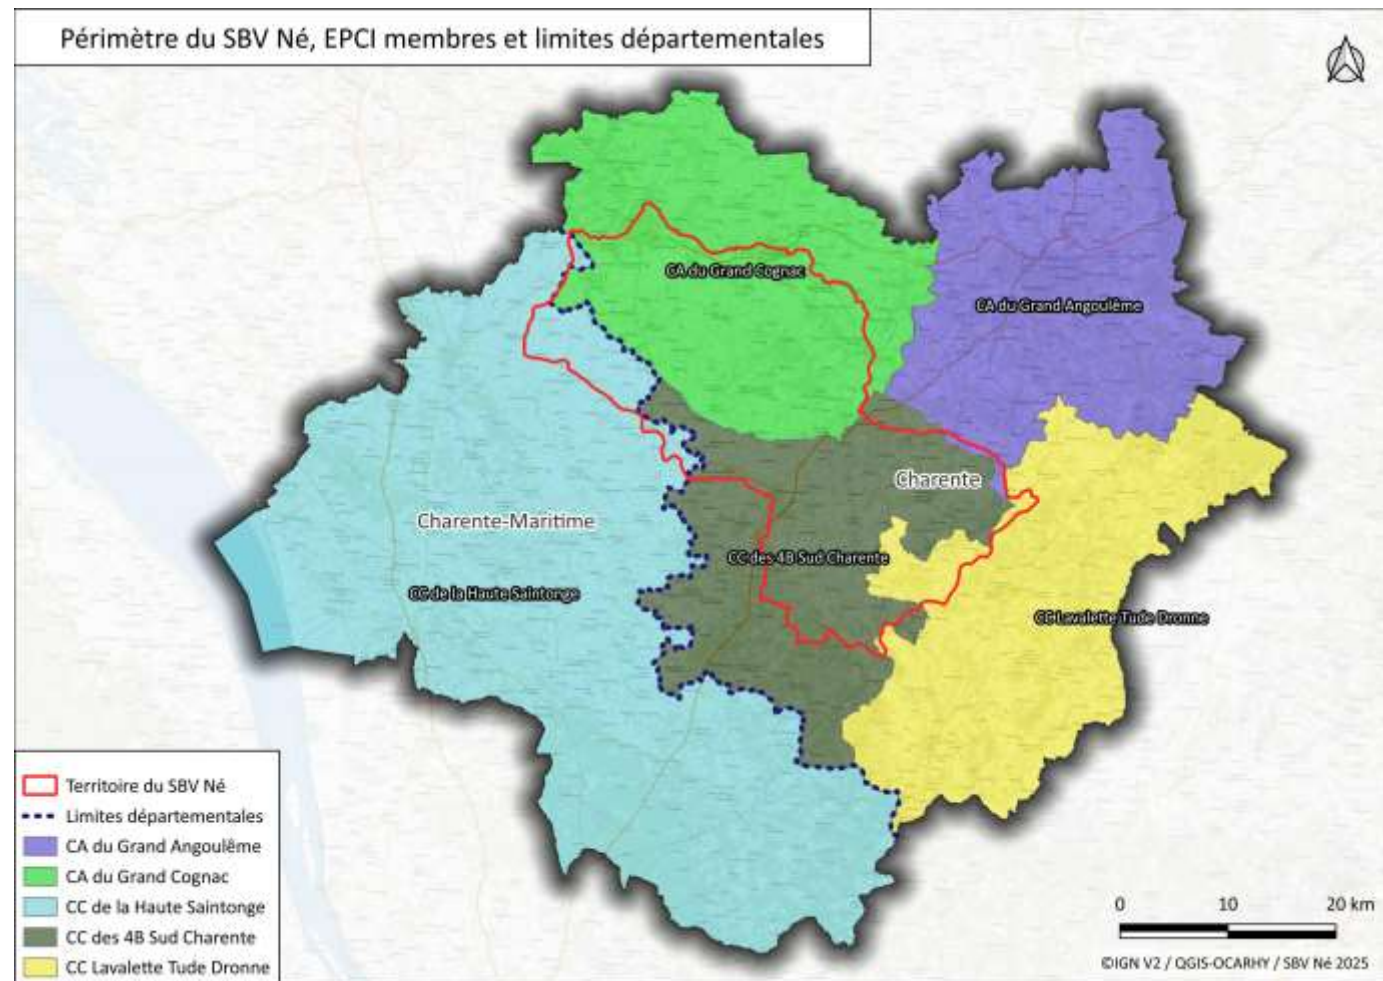 Périmètre du SBV Né, EPCI membres et limites départementales
CA du Grand Cognac
CA du Grand Angoulême
Charente
Charente-Maritime
CC des 4B Sud Charente
CC de la Haute Saintonge
CC Lavalette Tude Dronne
Territoire du SBV Né
Limites départementales
CA du Grand Angoulême
CA du Grand Cognac
CC de la Haute Saintonge
CC des 4B Sud Charente
CC Lavalette Tude Dronne
0 10 20 km
©IGN V2 / QGIS-OCARHY / SBV Né 2025